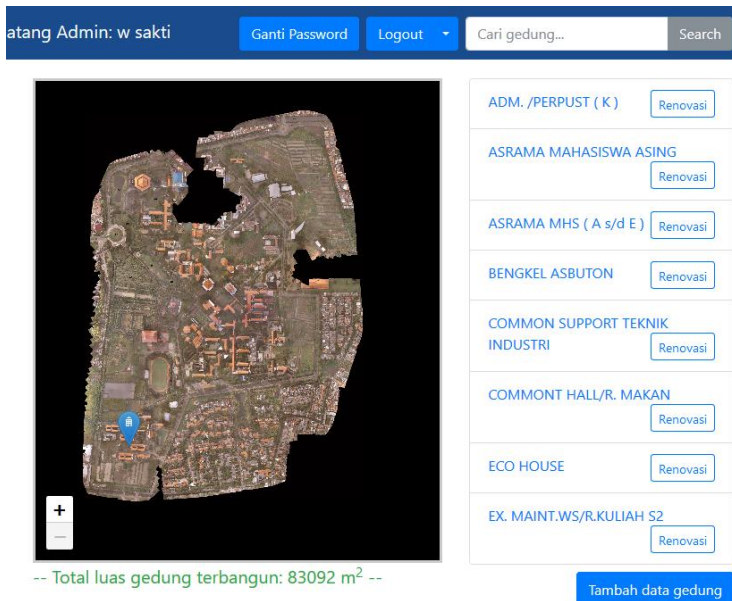 atang Admin: w sakti
Ganti Password
Logout
Cari gedung...
Search
ADM. /PERPUST ( K )
Renovasi
ASRAMA MAHASISWA ASING
Renovasi
ASRAMA MHS ( A s/d E )
Renovasi
BENGKEL ASBUTON
Renovasi
COMMON SUPPORT TEKNIK
INDUSTRI
Renovasi
COMMONT HALL/R. MAKAN
Renovasi
ECO HOUSE
Renovasi
EX. MAINT.WS/R.KULIAH S2
Renovasi
+
−
-- Total luas gedung terbangun: 83092 m² --
Tambah data gedung